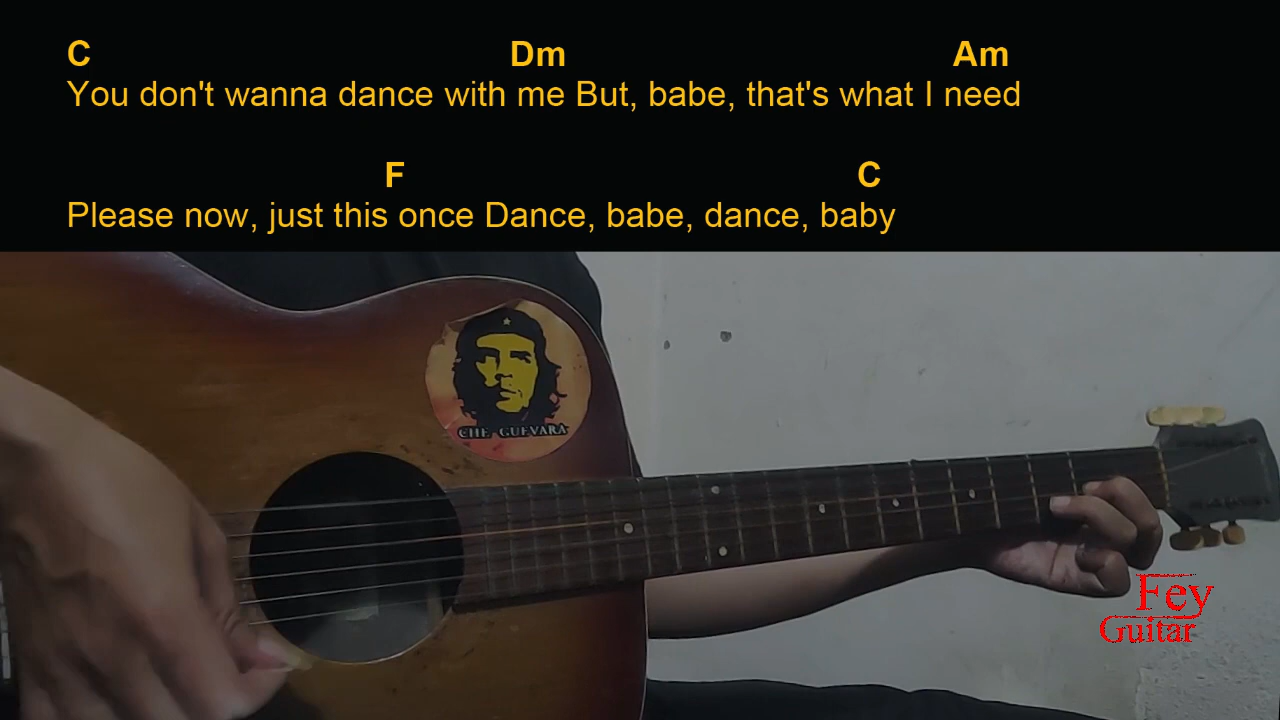 C Dm Am
You don't wanna dance with me But, babe, that's what I need
F C
Please now, just this once Dance, babe, dance, baby
CHE GUEVARA
Fey
Guitar